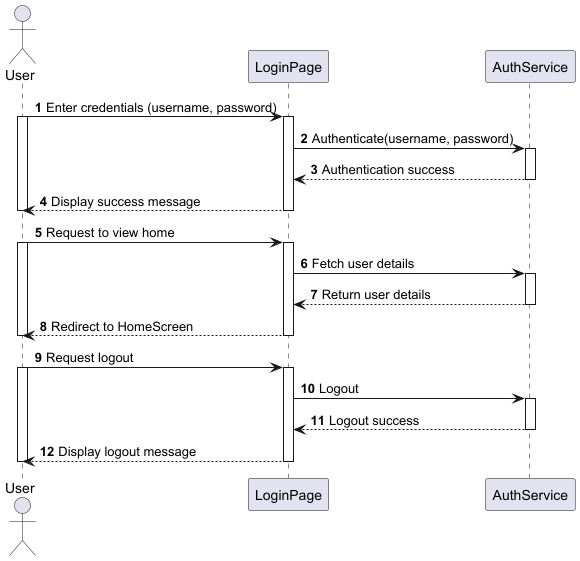 User
LoginPage
AuthService
1 Enter credentials (username, password)
2 Authenticate(username, password)
3 Authentication success
4 Display success message
5 Request to view home
6 Fetch user details
7 Return user details
8 Redirect to HomeScreen
9 Request logout
10 Logout
11 Logout success
12 Display logout message
User
LoginPage
AuthService